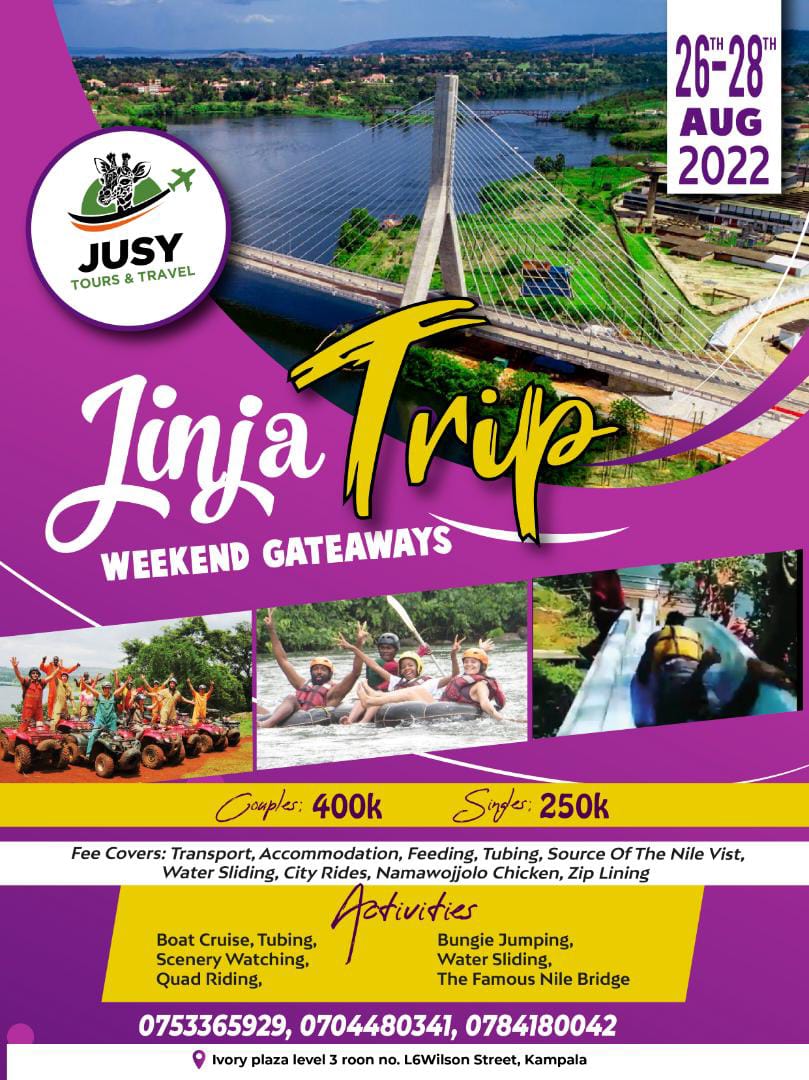 26TH-28TH
AUG
2022
JUSY
TOURS & TRAVEL
Jinja Trip
WEEKEND GATEAWAYS
Couples: 400k Singles: 250k
Fee Covers: Transport, Accommodation, Feeding, Tubing, Source Of The Nile Vist,
Water Sliding, City Rides, Namawojjolo Chicken, Zip Lining
Activities
Boat Cruise, Tubing,
Scenery Watching,
Quad Riding,
Bungie Jumping,
Water Sliding,
The Famous Nile Bridge
0753365929, 0704480341, 0784180042
Ivory plaza level 3 roon no. L6Wilson Street, Kampala